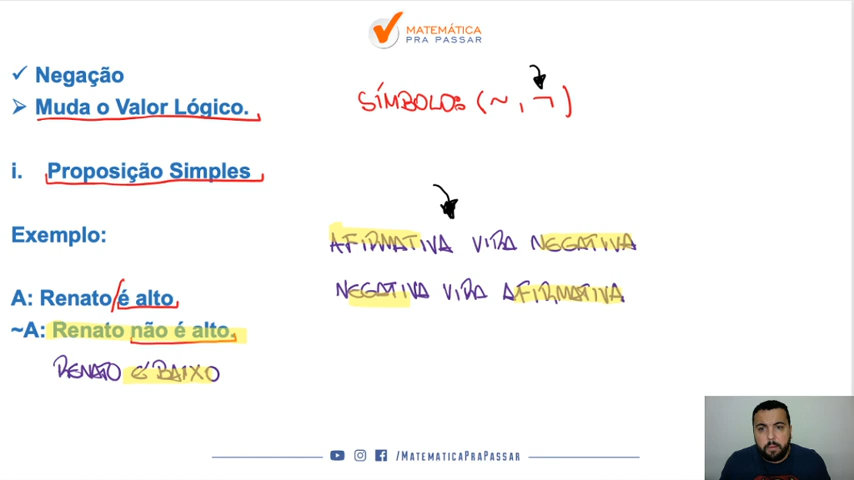 MATEMÁTICA
PRA PASSAR
✓ Negação
➢ Muda o Valor Lógico.
SÍMBOLOS (~, ¬)
i. Proposição Simples
Exemplo:
AFIRMATIVA VIRA NEGATIVA
NEGATIVA VIRA AFIRMATIVA
A: Renato é alto.
~A: Renato não é alto.
RENATO É BAIXO
/MATEMATICAPRAPASSAR